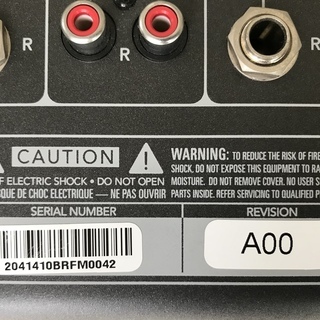 R
R
R
CAUTION
WARNING: TO REDUCE THE RISK OF FIRE
SHOCK, DO NOT EXPOSE THIS EQUIPMENT TO RA
OF ELECTRIC SHOCK • DO NOT OPEN
MOISTURE. DO NOT REMOVE COVER. NO USER S
QUE DE CHOC ELECTRIQUE — NE PAS OUVRIR
PARTS INSIDE. REFER SERVICING TO QUALIFIED P
SERIAL NUMBER
REVISION
2041410BRFM0042
A00